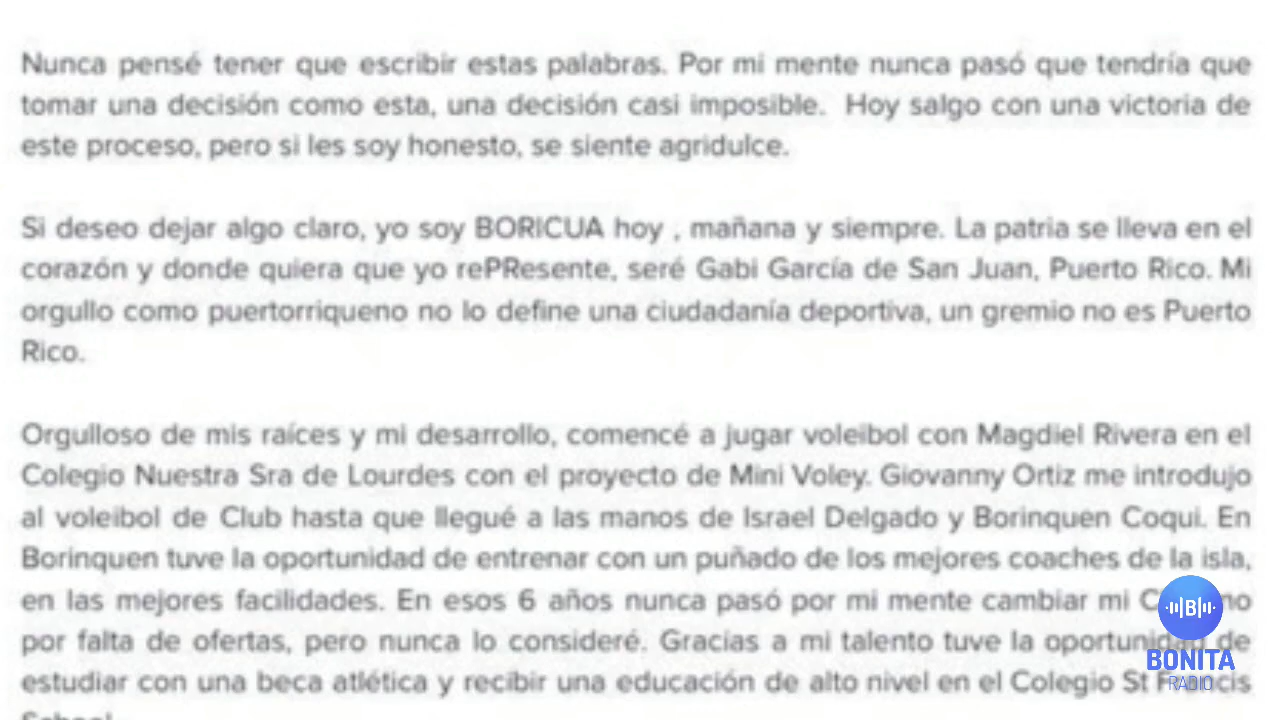 Nunca pensé tener que escribir estas palabras. Por mi mente nunca pasó que tendría que
tomar una decisión como esta, una decisión casi imposible. Hoy salgo con una victoria de
este proceso, pero si les soy honesto, se siente agridulce.
Si deseo dejar algo claro, yo soy BORICUA hoy , mañana y siempre. La patria se lleva en el
corazón y donde quiera que yo rePResente, seré Gabi García de San Juan, Puerto Rico. Mi
orgullo como puertorriqueno no lo define una ciudadanía deportiva, un gremio no es Puerto
Rico.
Orgulloso de mis raíces y mi desarrollo, comencé a jugar voleibol con Magdiel Rivera en el
Colegio Nuestra Sra de Lourdes con el proyecto de Mini Voley. Giovanny Ortiz me introdujo
al voleibol de Club hasta que llegué a las manos de Israel Delgado y Borinquen Coqui. En
Borinquen tuve la oportunidad de entrenar con un puñado de los mejores coaches de la isla,
en las mejores facilidades. En esos 6 años nunca pasó por mi mente cambiar mi
por falta de ofertas, pero nunca lo consideré. Gracias a mi talento tuve la oportunidad de
estudiar con una beca atlética y recibir una educación de alto nivel en el Colegio St Francis
B
BONITA
RADIO